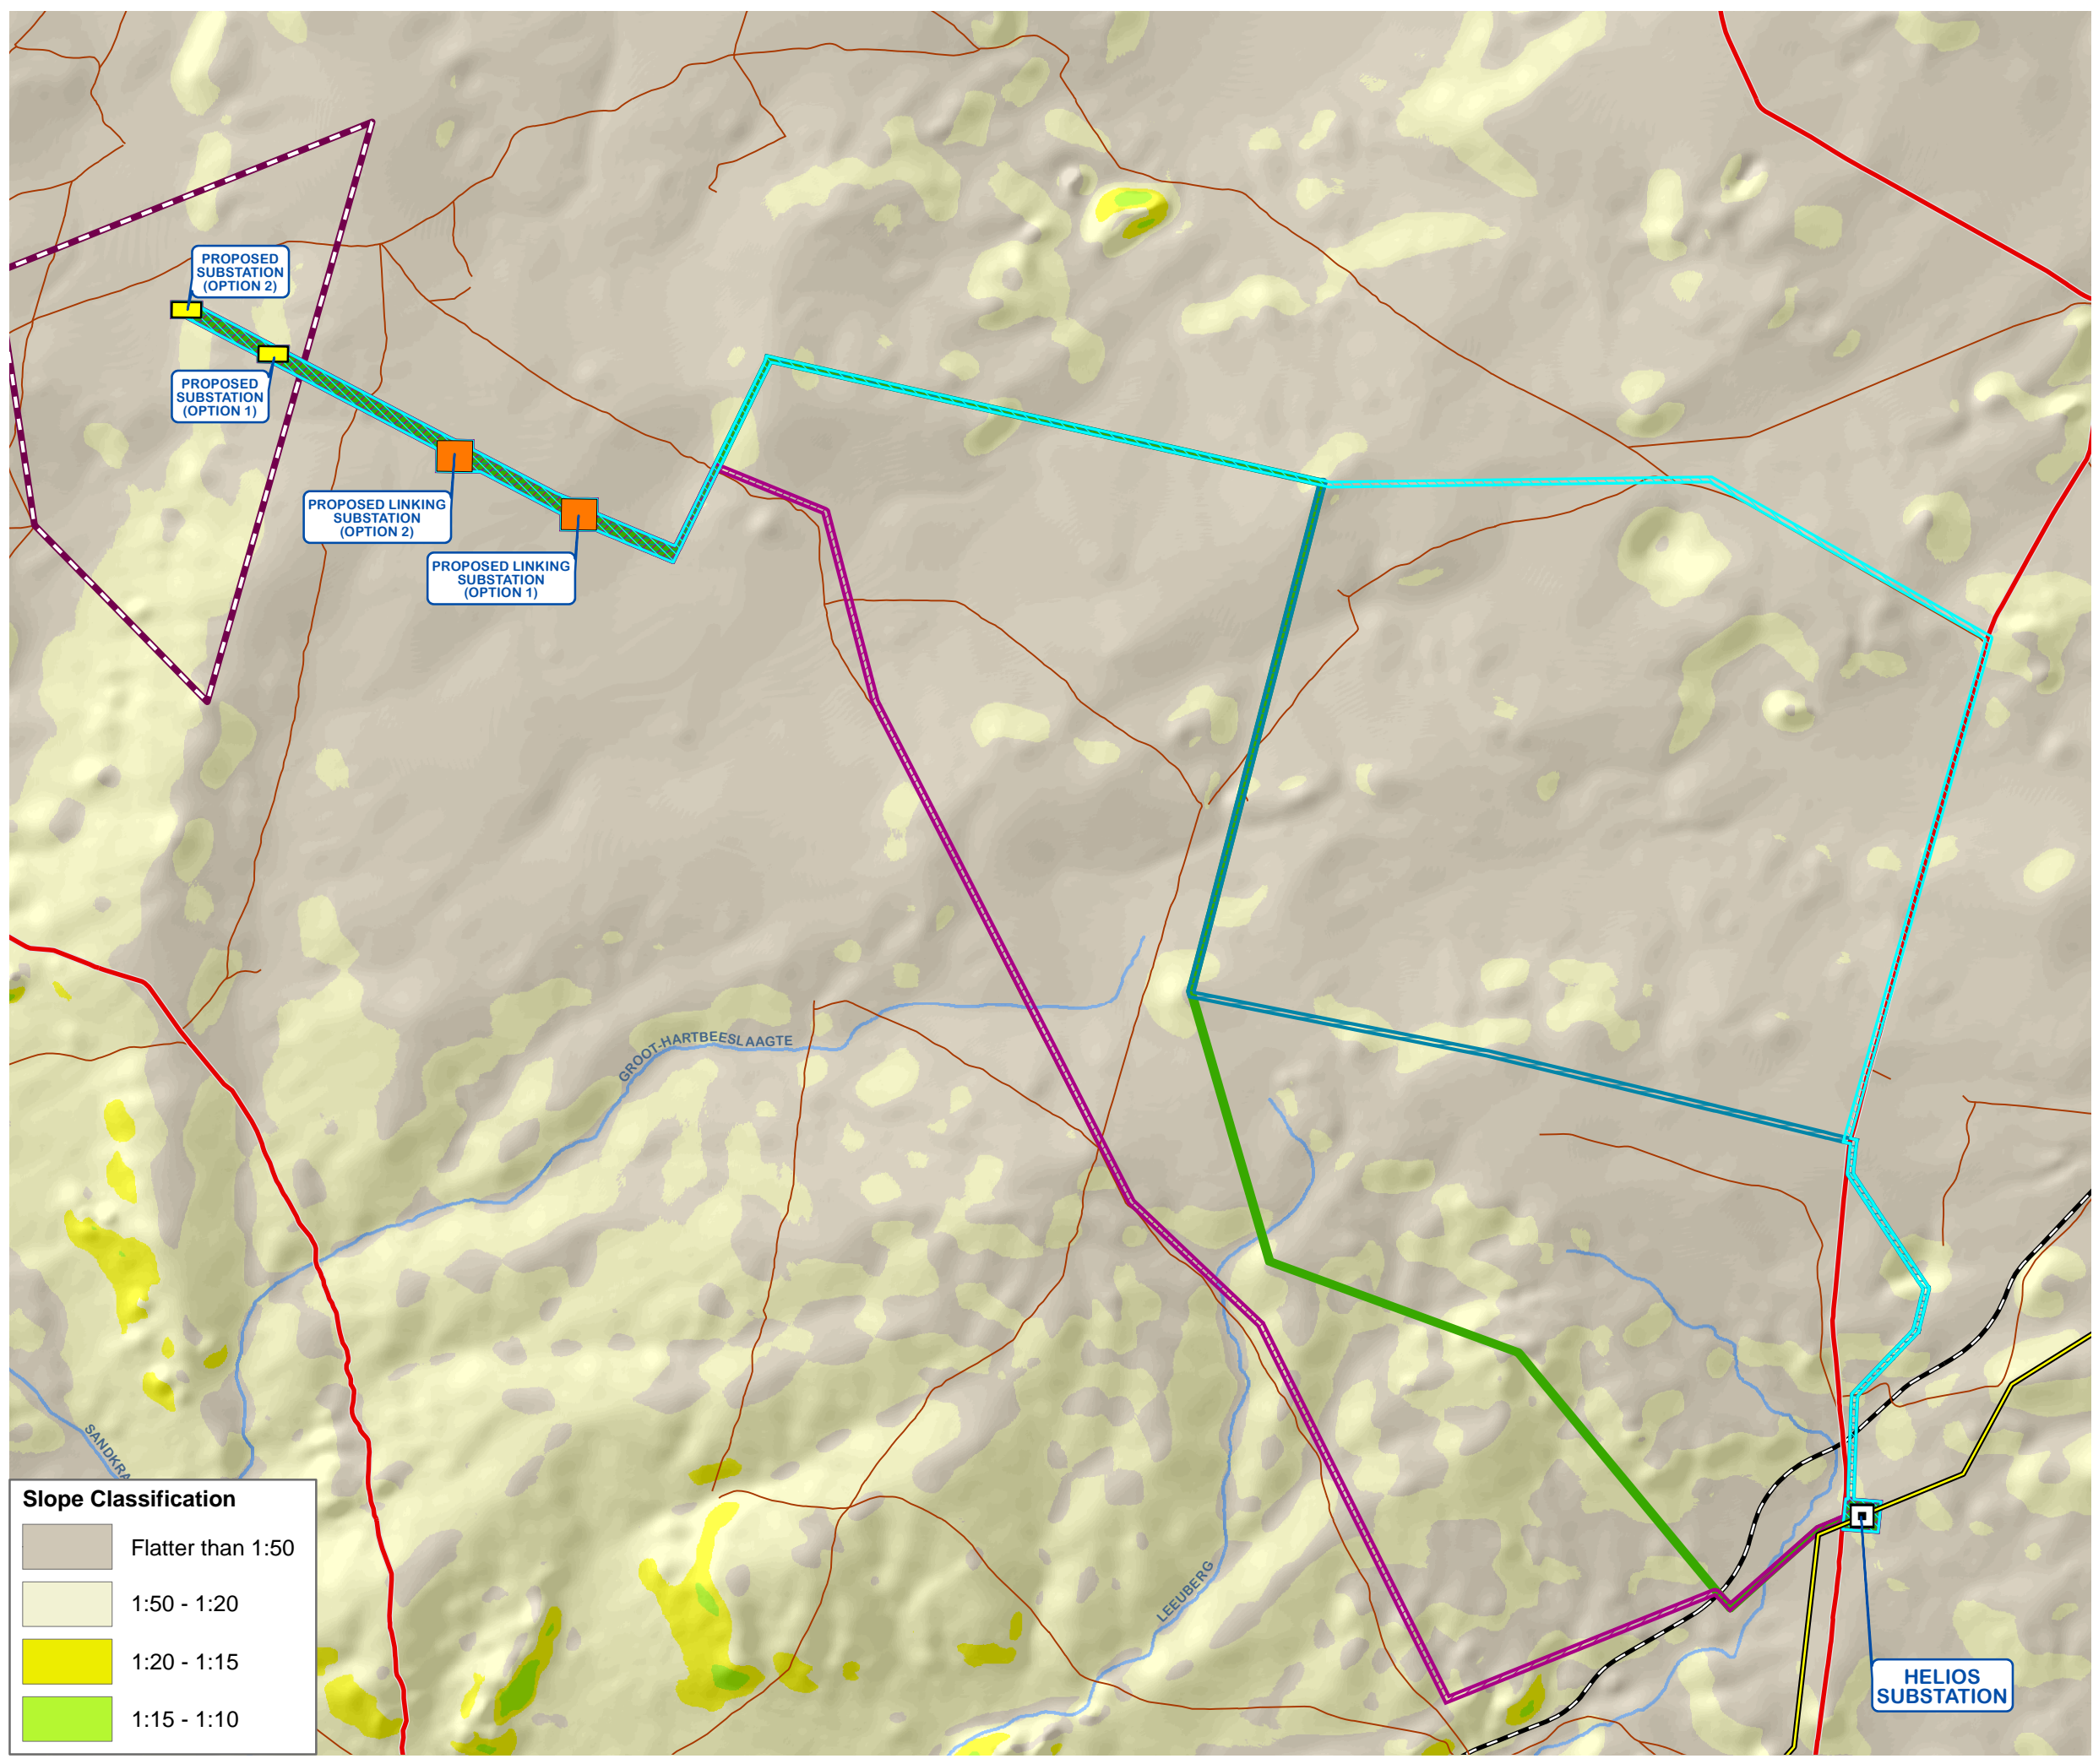 PROPOSED
SUBSTATION
(OPTION 2)
PROPOSED
SUBSTATION
(OPTION 1)
PROPOSED LINKING
SUBSTATION
(OPTION 2)
PROPOSED LINKING
SUBSTATION
(OPTION 1)
GROOT-HARTBEESLAAGTE
SANDKRA
LEEUBERG
HELIOS
SUBSTATION
Slope Classification
Flatter than 1:50
1:50 - 1:20
1:20 - 1:15
1:15 - 1:10